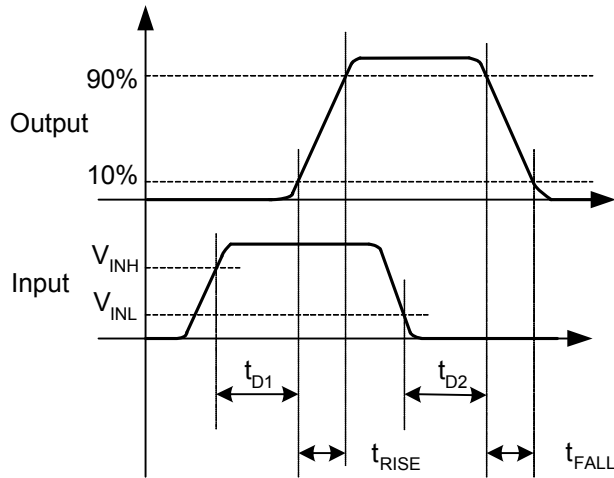 90%
Output
10%
V_INH
Input
V_INL
t_D1
t_D2
t_RISE
t_FALL